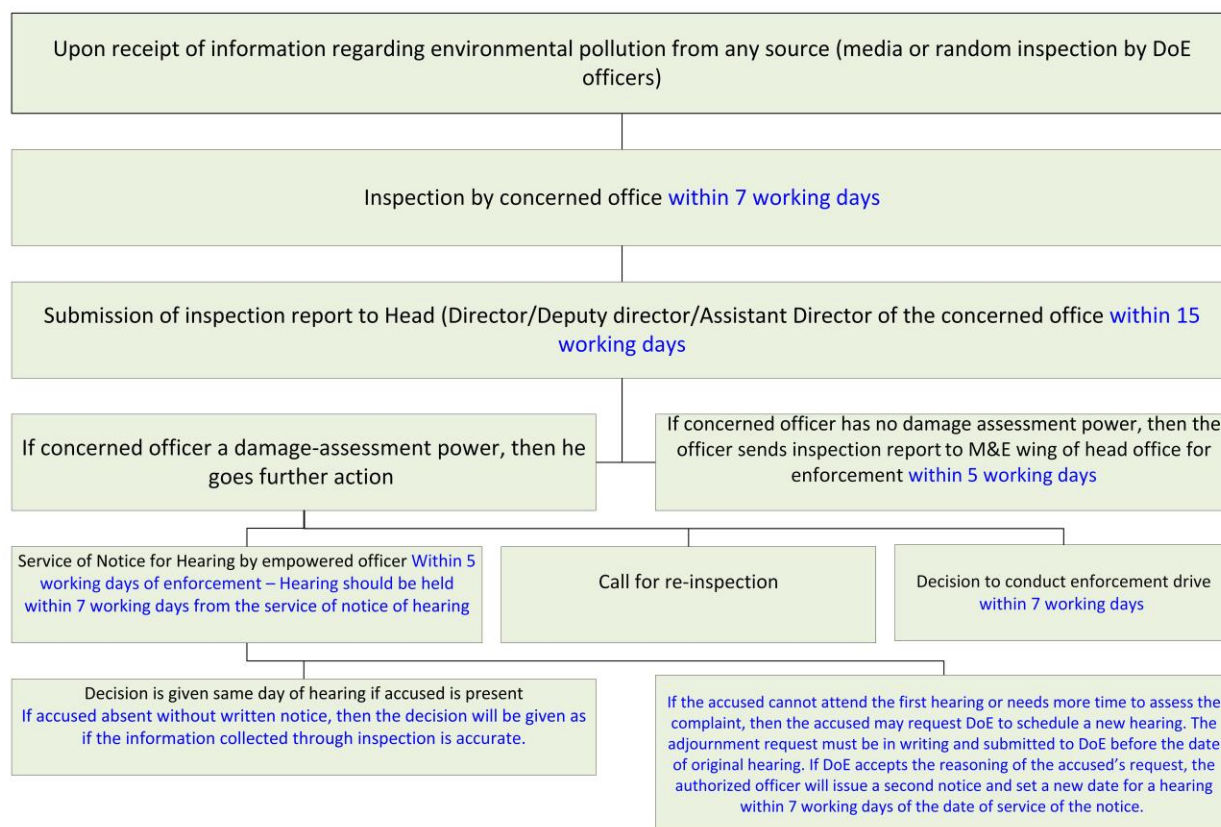 Upon receipt of information regarding environmental pollution from any source (media or random inspection by DoE
officers)
Inspection by concerned office within 7 working days
Submission of inspection report to Head (Director/Deputy director/Assistant Director of the concerned office within 15
working days
If concerned officer a damage-assessment power, then he
goes further action
If concerned officer has no damage assessment power, then the
officer sends inspection report to M&E wing of head office for
enforcement within 5 working days
Service of Notice for Hearing by empowered officer Within 5
working days of enforcement – Hearing should be held
within 7 working days from the service of notice of hearing
Call for re-inspection
Decision to conduct enforcement drive
within 7 working days
Decision is given same day of hearing if accused is present
If accused absent without written notice, then the decision will be given as
if the information collected through inspection is accurate.
If the accused cannot attend the first hearing or needs more time to assess the
complaint, then the accused may request DoE to schedule a new hearing. The
adjournment request must be in writing and submitted to DoE before the date
of original hearing. If DoE accepts the reasoning of the accused’s request, the
authorized officer will issue a second notice and set a new date for a hearing
within 7 working days of the date of service of the notice.